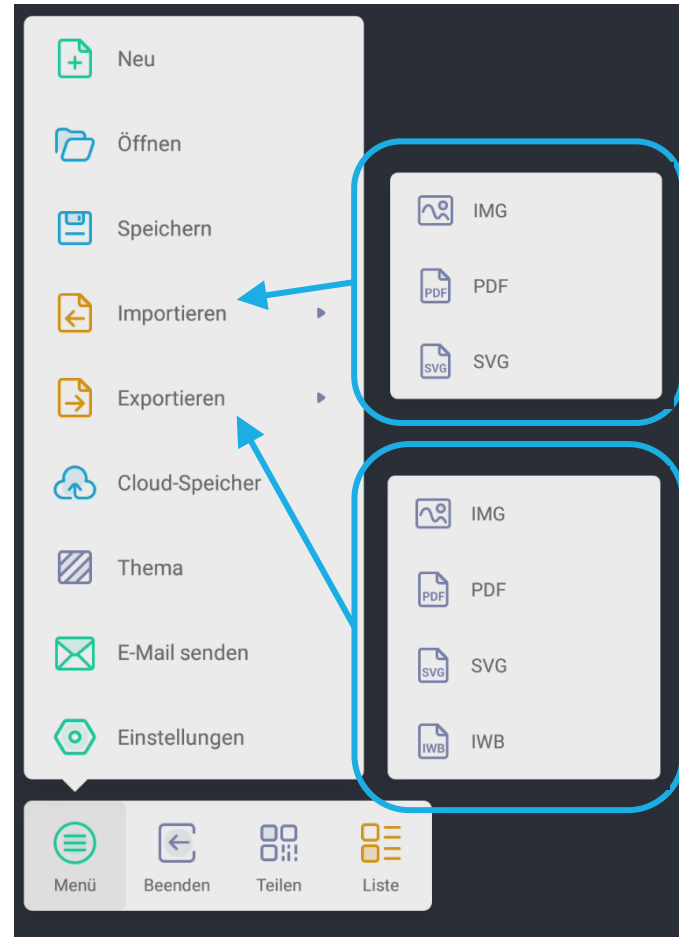 Neu
Öffnen
Speichern
Importieren
Exportieren
Cloud-Speicher
Thema
E-Mail senden
Einstellungen
IMG
PDF
PDF
SVG
SVG
IMG
PDF
PDF
SVG
SVG
IWB
IWB
Menü
Beenden
Teilen
Liste